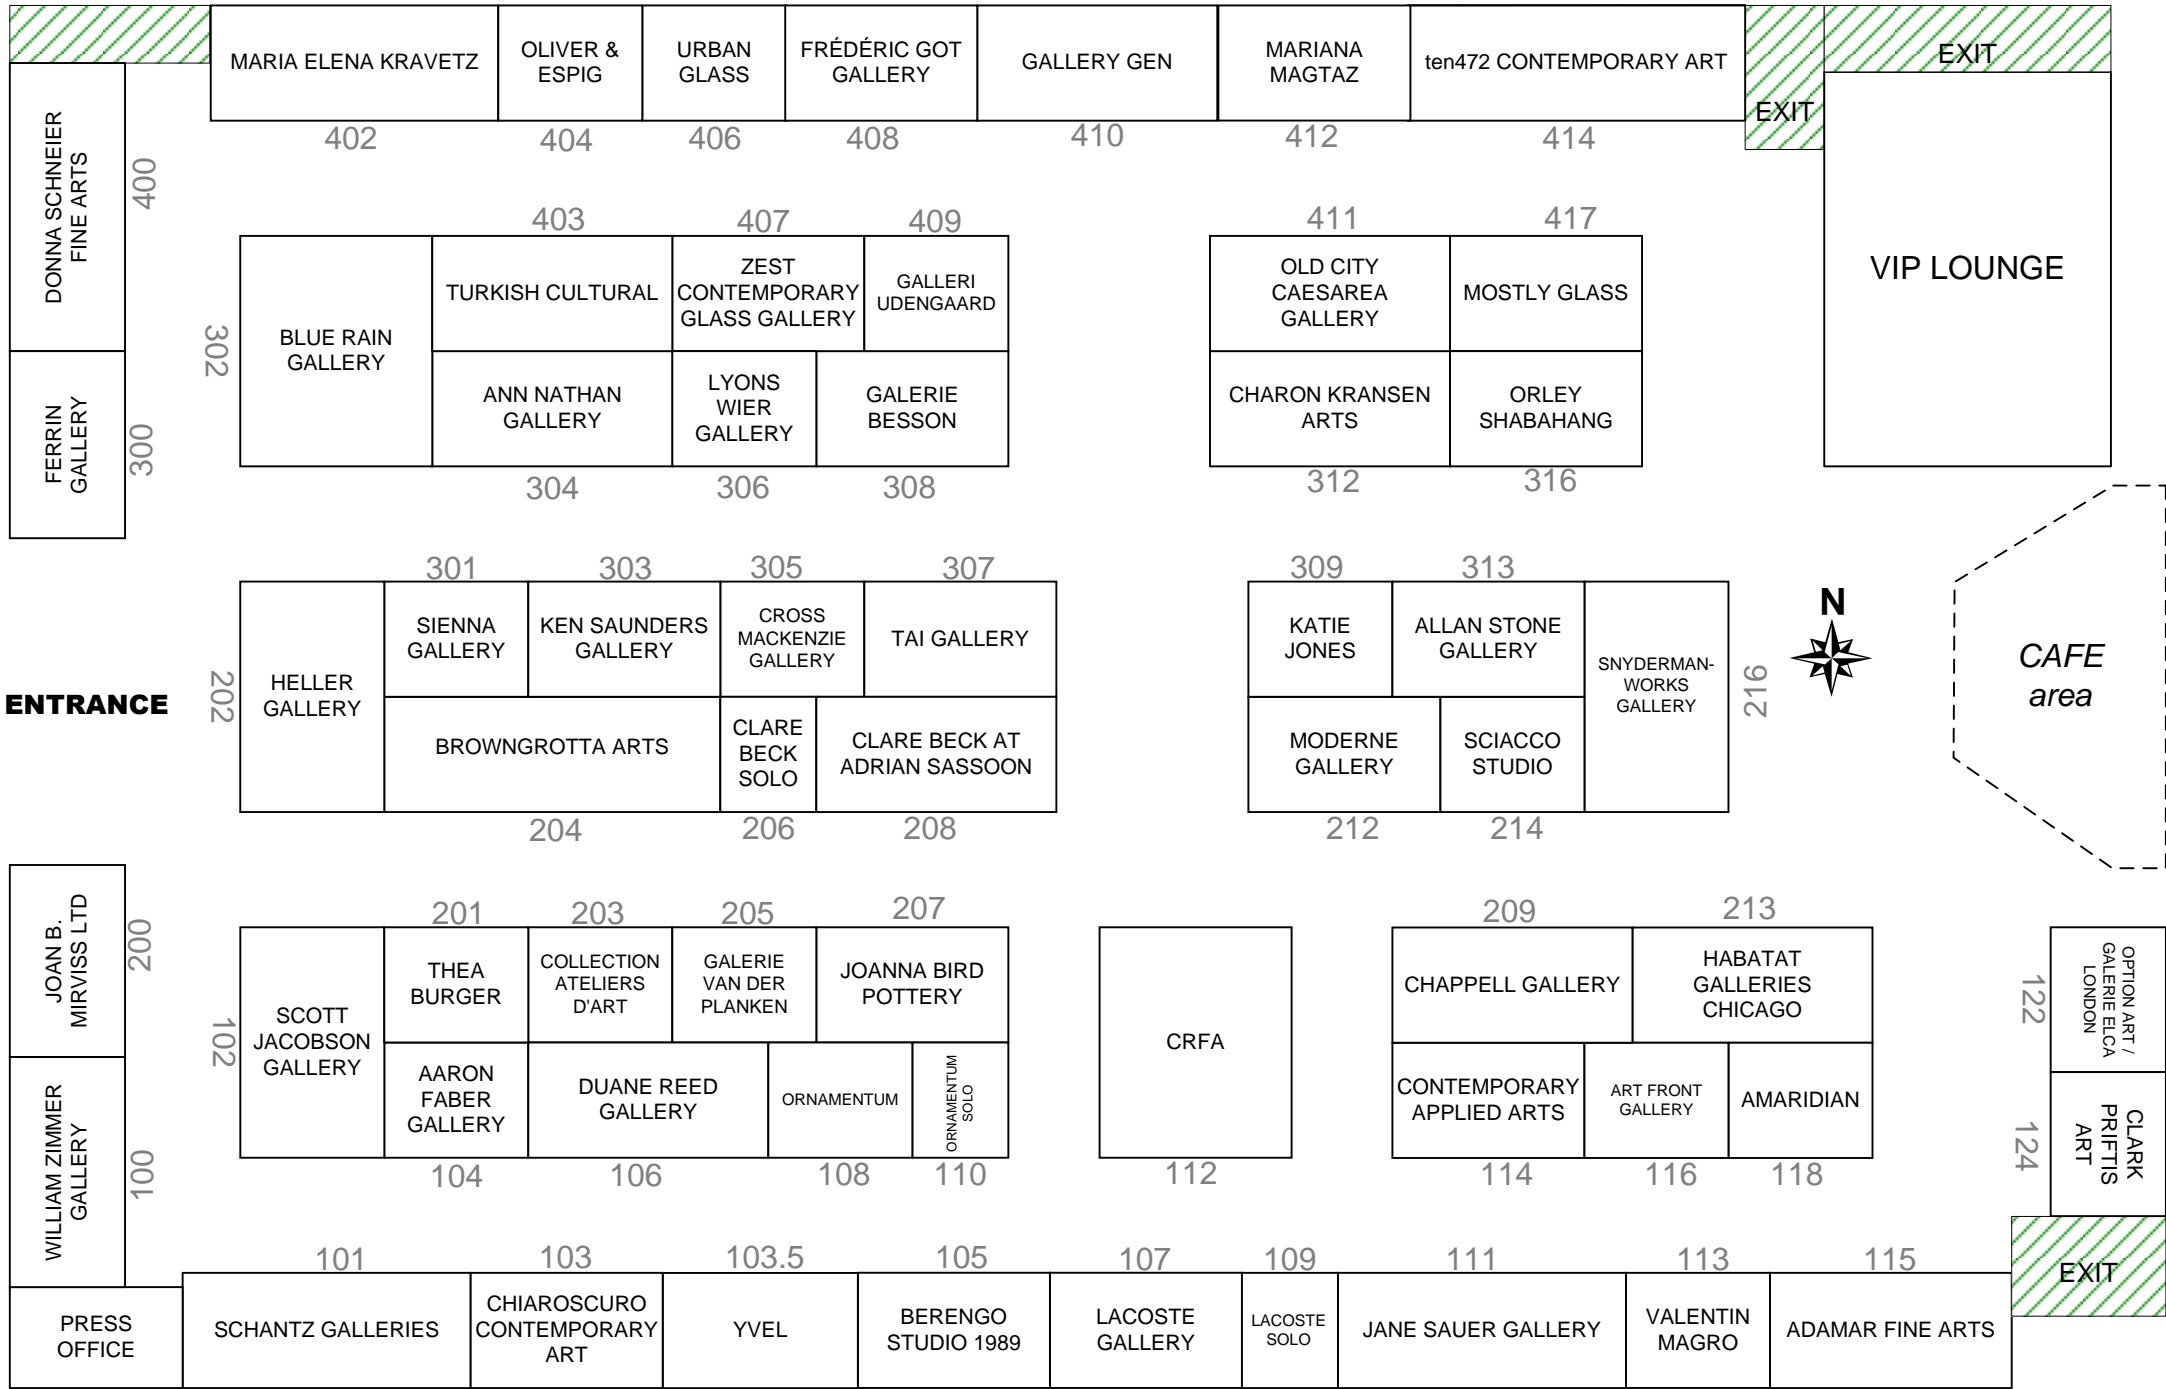 MARIA ELENA KRAVETZ
OLIVER &
ESPIG
URBAN
GLASS
FRÉDÉRIC GOT
GALLERY
GALLERY GEN
MARIANA
MAGTAZ
ten472 CONTEMPORARY ART
EXIT
EXIT
402
404
406
408
410
412
414
DONNA SCHNEIER
FINE ARTS
400
FERRIN
GALLERY
300
VIP LOUNGE
403
407
409
411
417
302
BLUE RAIN
GALLERY
TURKISH CULTURAL
ZEST
CONTEMPORARY
GLASS GALLERY
GALLERI
UDENGAARD
OLD CITY
CAESAREA
GALLERY
MOSTLY GLASS
ANN NATHAN
GALLERY
LYONS
WIER
GALLERY
GALERIE
BESSON
CHARON KRANSEN
ARTS
ORLEY
SHABAHANG
304
306
308
312
316
301
303
305
307
309
313
ENTRANCE
202
HELLER
GALLERY
SIENNA
GALLERY
KEN SAUNDERS
GALLERY
CROSS
MACKENZIE
GALLERY
TAI GALLERY
KATIE
JONES
ALLAN STONE
GALLERY
SNYDERMAN-
WORKS
GALLERY
216
N
CAFE
area
BROWNGROTTA ARTS
CLARE
BECK
SOLO
CLARE BECK AT
ADRIAN SASSOON
MODERNE
GALLERY
SCIACCO
STUDIO
204
206
208
212
214
JOAN B.
MIRVISS LTD
200
WILLIAM ZIMMER
GALLERY
100
201
203
205
207
209
213
102
SCOTT
JACOBSON
GALLERY
THEA
BURGER
COLLECTION
ATELIERS
D'ART
GALERIE
VAN DER
PLANKEN
JOANNA BIRD
POTTERY
CRFA
CHAPPELL GALLERY
HABATAT
GALLERIES
CHICAGO
122
OPTION ART /
GALERIE ELCA
LONDON
AARON
FABER
GALLERY
DUANE REED
GALLERY
ORNAMENTUM
ORNAMENTUM
SOLO
CONTEMPORARY
APPLIED ARTS
ART FRONT
GALLERY
AMARIDIAN
124
CLARK
PRIFTIS
ART
104
106
108
110
112
114
116
118
101
103
103.5
105
107
109
111
113
115
EXIT
PRESS
OFFICE
SCHANTZ GALLERIES
CHIAROSCURO
CONTEMPORARY
ART
YVEL
BERENGO
STUDIO 1989
LACOSTE
GALLERY
LACOSTE
SOLO
JANE SAUER GALLERY
VALENTIN
MAGRO
ADAMAR FINE ARTS